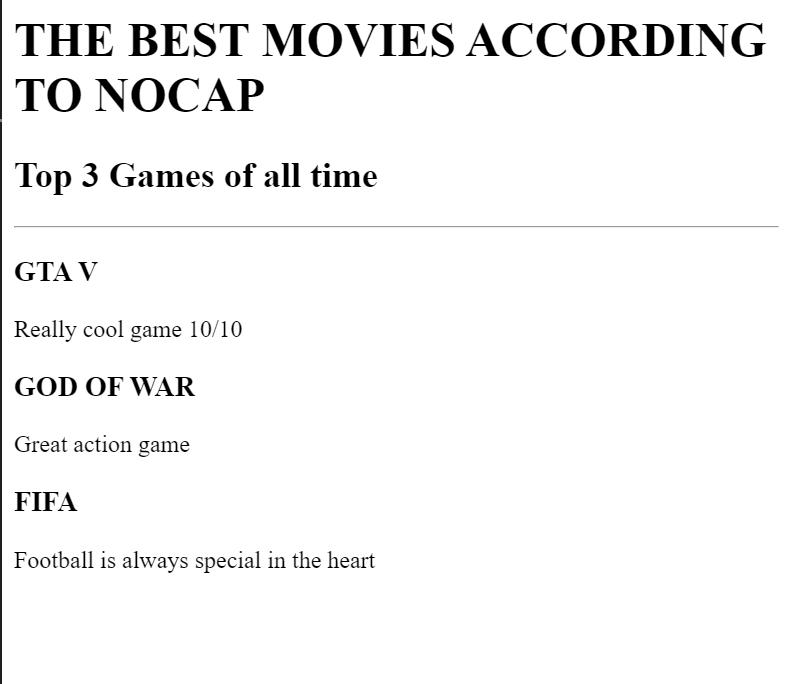 THE BEST MOVIES ACCORDING
TO NOCAP
Top 3 Games of all time
GTA V
Really cool game 10/10
GOD OF WAR
Great action game
FIFA
Football is always special in the heart